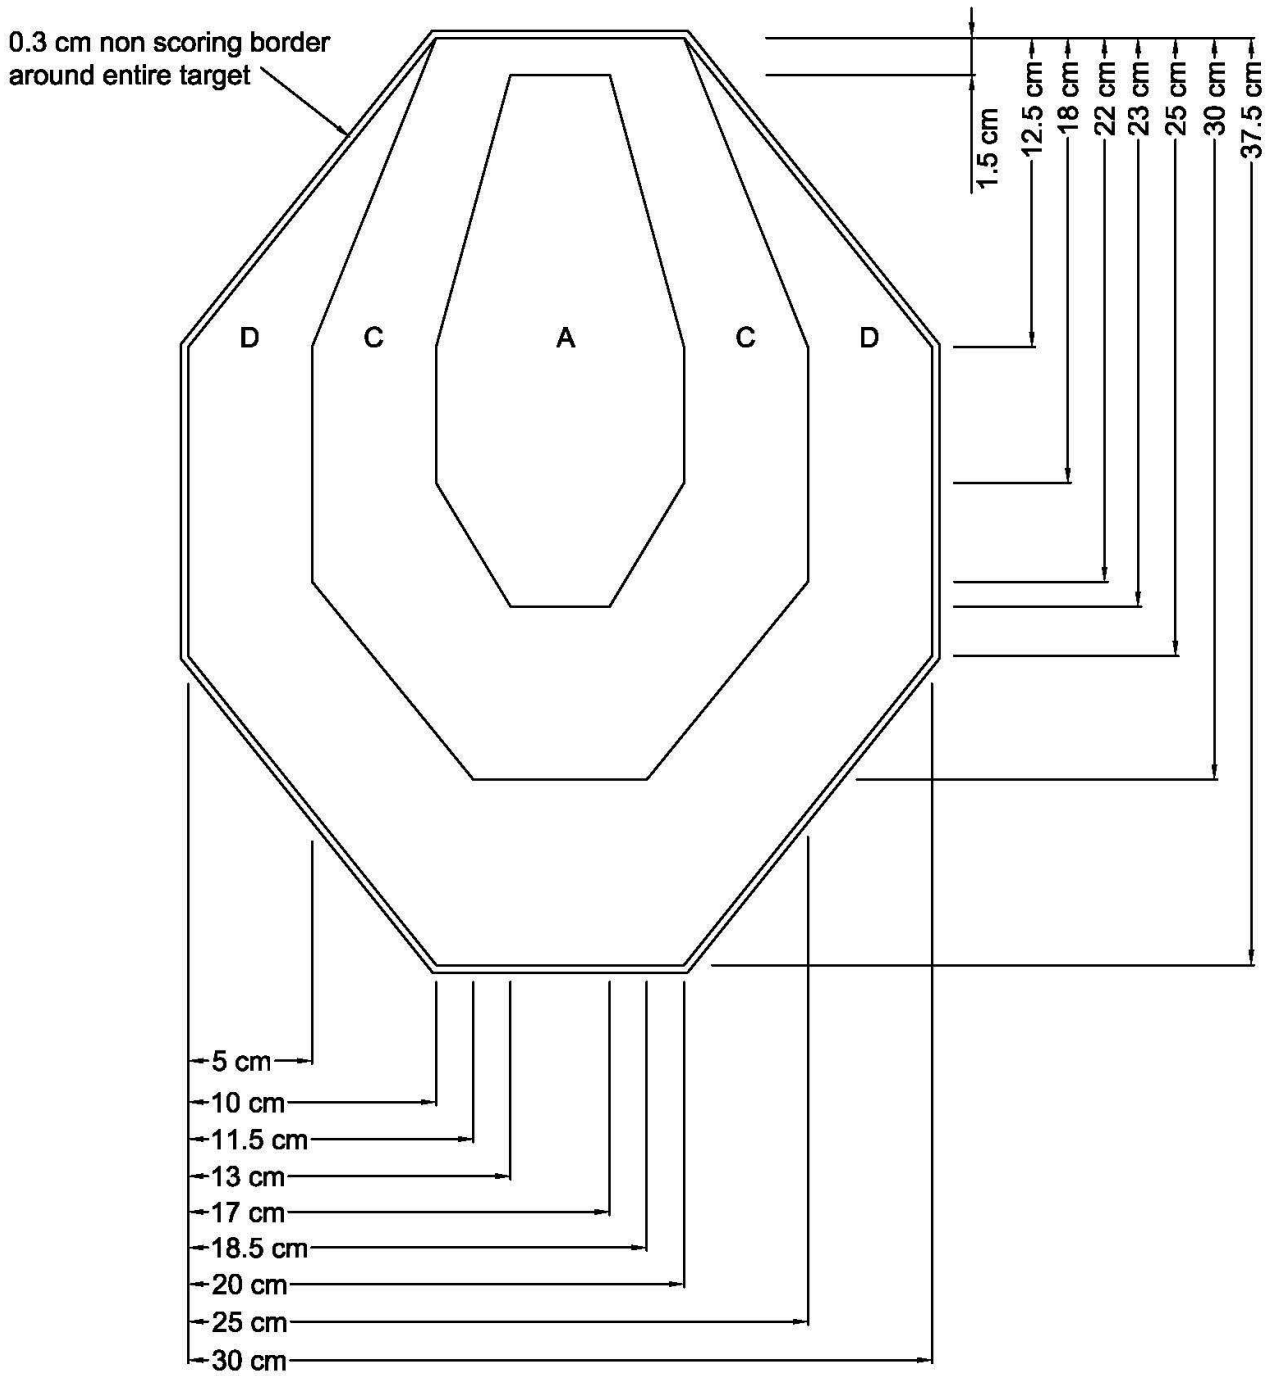 0.3 cm non scoring border
around entire target
1.5 cm
12.5 cm
18 cm
22 cm
23 cm
25 cm
30 cm
37.5 cm
D
C
A
C
D
5 cm
10 cm
11.5 cm
13 cm
17 cm
18.5 cm
20 cm
25 cm
30 cm